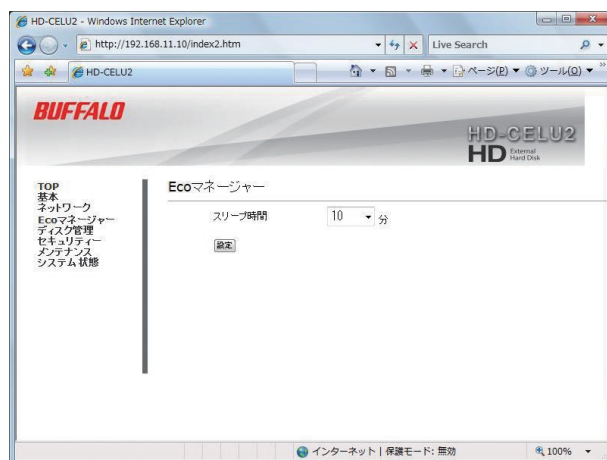 HD-CELU2 - Windows Internet Explorer
http://192.168.11.10/index2.htm
Live Search
HD-CELU2
ページ(P)
ツール(O)
BUFFALO
HD-CELU2
HD External Hard Disk
TOP
基本
ネットワーク
Ecoマネージャー
ディスク管理
セキュリティー
メンテナンス
システム状態
Ecoマネージャー
スリープ時間 10 分
設定
インターネット | 保護モード: 無効
100%